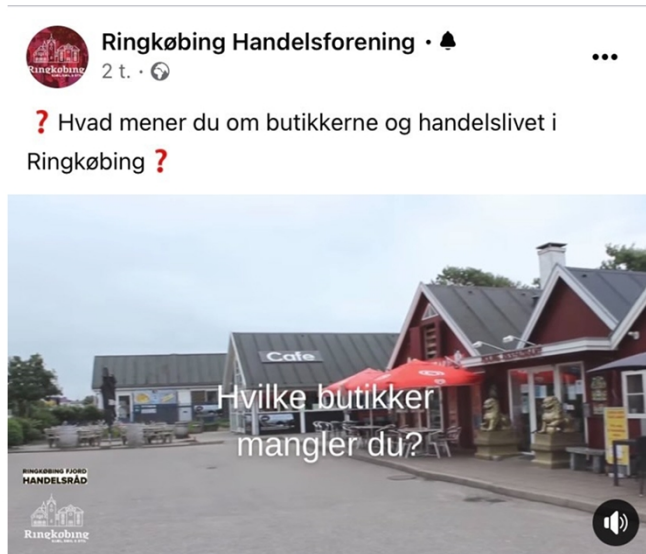 Ringkøbing Handelsforening ·
2 t. ·
❓ Hvad mener du om butikkerne og handelslivet i
Ringkøbing ❓
Cafe
Hvilke butikker
mangler du?
RINGKØBING FJORD
HANDELSRÅD
Ringkøbing